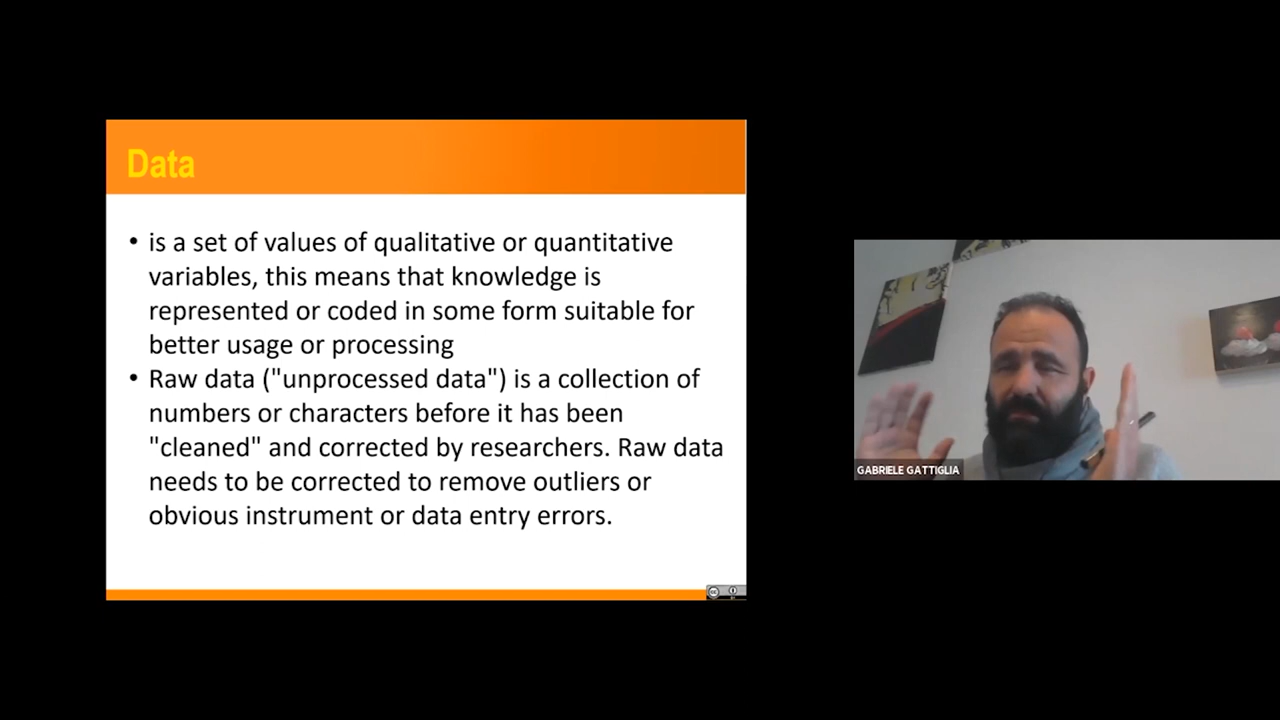 Data
• is a set of values of qualitative or quantitative
variables, this means that knowledge is
represented or coded in some form suitable for
better usage or processing
• Raw data ("unprocessed data") is a collection of
numbers or characters before it has been
"cleaned" and corrected by researchers. Raw data
needs to be corrected to remove outliers or
obvious instrument or data entry errors.
GABRIELE GATTIGLIA
cc
BY